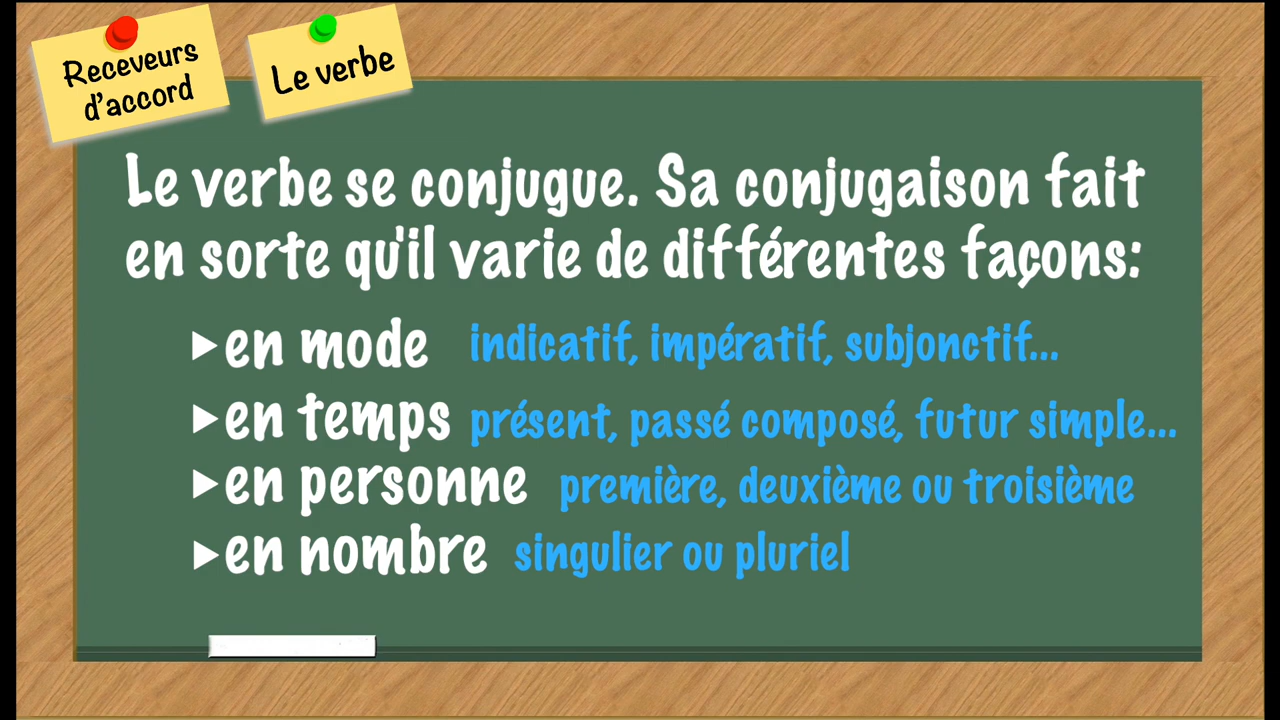 Receveurs
d'accord
Le verbe
Le verbe se conjugue. Sa conjugaison fait
en sorte qu'il varie de différentes façons:
▸en mode indicatif, impératif, subjonctif...
▸en temps présent, passé composé, futur simple...
▸en personne première, deuxième ou troisième
▸en nombre singulier ou pluriel